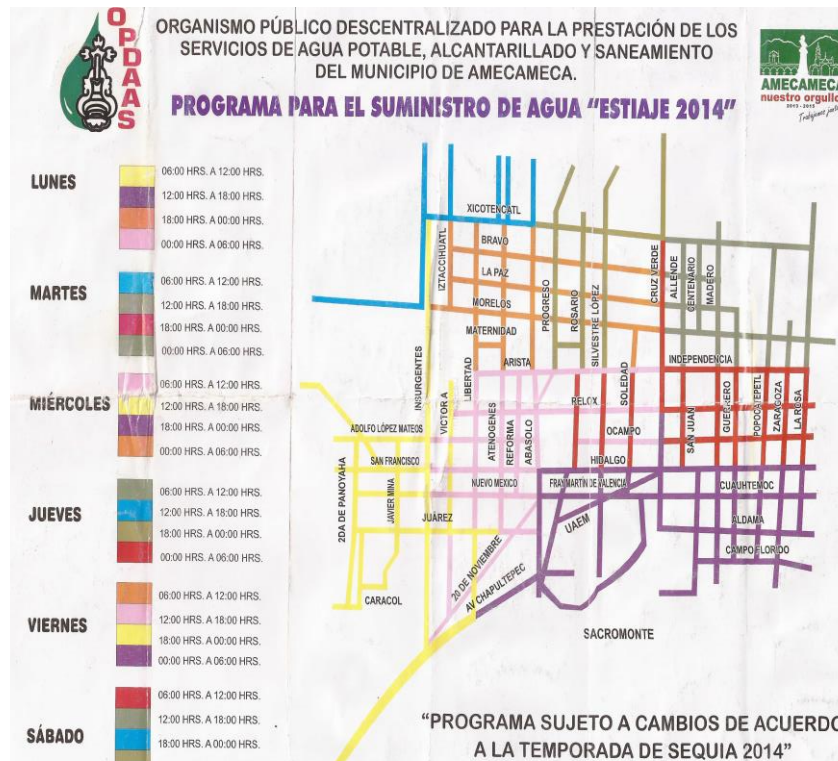 OPDAAS
ORGANISMO PÚBLICO DESCENTRALIZADO PARA LA PRESTACIÓN DE LOS
SERVICIOS DE AGUA POTABLE, ALCANTARILLADO Y SANEAMIENTO
DEL MUNICIPIO DE AMECAMECA.
PROGRAMA PARA EL SUMINISTRO DE AGUA "ESTIAJE 2014"
AMECAMECA
nuestro orgullo
2013 - 2015
LUNES
06:00 HRS. A 12:00 HRS.
12:00 HRS. A 18:00 HRS.
18:00 HRS. A 00:00 HRS.
00:00 HRS. A 06:00 HRS.
MARTES
06:00 HRS. A 12:00 HRS.
12:00 HRS. A 18:00 HRS.
18:00 HRS. A 00:00 HRS.
00:00 HRS. A 06:00 HRS.
MIÉRCOLES
06:00 HRS. A 12:00 HRS.
12:00 HRS. A 18:00 HRS.
18:00 HRS. A 00:00 HRS.
00:00 HRS. A 06:00 HRS.
JUEVES
06:00 HRS. A 12:00 HRS.
12:00 HRS. A 18:00 HRS.
18:00 HRS. A 00:00 HRS.
00:00 HRS. A 06:00 HRS.
VIERNES
06:00 HRS. A 12:00 HRS.
12:00 HRS. A 18:00 HRS.
18:00 HRS. A 00:00 HRS.
00:00 HRS. A 06:00 HRS.
SÁBADO
06:00 HRS. A 12:00 HRS.
12:00 HRS. A 18:00 HRS.
18:00 HRS. A 00:00 HRS.
XICOTENCATL
BRAVO
LA PAZ
MORELOS
MATERNIDAD
ARISTA
IZTACCIHUATL
PROGRESO
ROSARIO
SILVESTRE LÓPEZ
CRUZ VERDE
ALLENDE
CENTENARIO
MADERO
INDEPENDENCIA
INSURGENTES
VICTOR A
LIBERTAD
ATENOGENES
REFORMA
ABASOLO
RELOX
SOLEDAD
OCAMPO
HIDALGO
SAN JUAN
GUERRERO
POPOCATEPETL
ZARAGOZA
LA ROSA
ADOLFO LÓPEZ MATEOS
SAN FRANCISCO
2DA DE PANOYAHA
JAVIER MINA
JUÁREZ
CARACOL
NUEVO MEXICO
FRAY MARTIN DE VALENCIA
CUAUHTEMOC
UAEM
ALDAMA
CAMPO FLORIDO
20 DE NOVIEMBRE
AV CHAPULTEPEC
SACROMONTE
"PROGRAMA SUJETO A CAMBIOS DE ACUERDO
A LA TEMPORADA DE SEQUIA 2014"